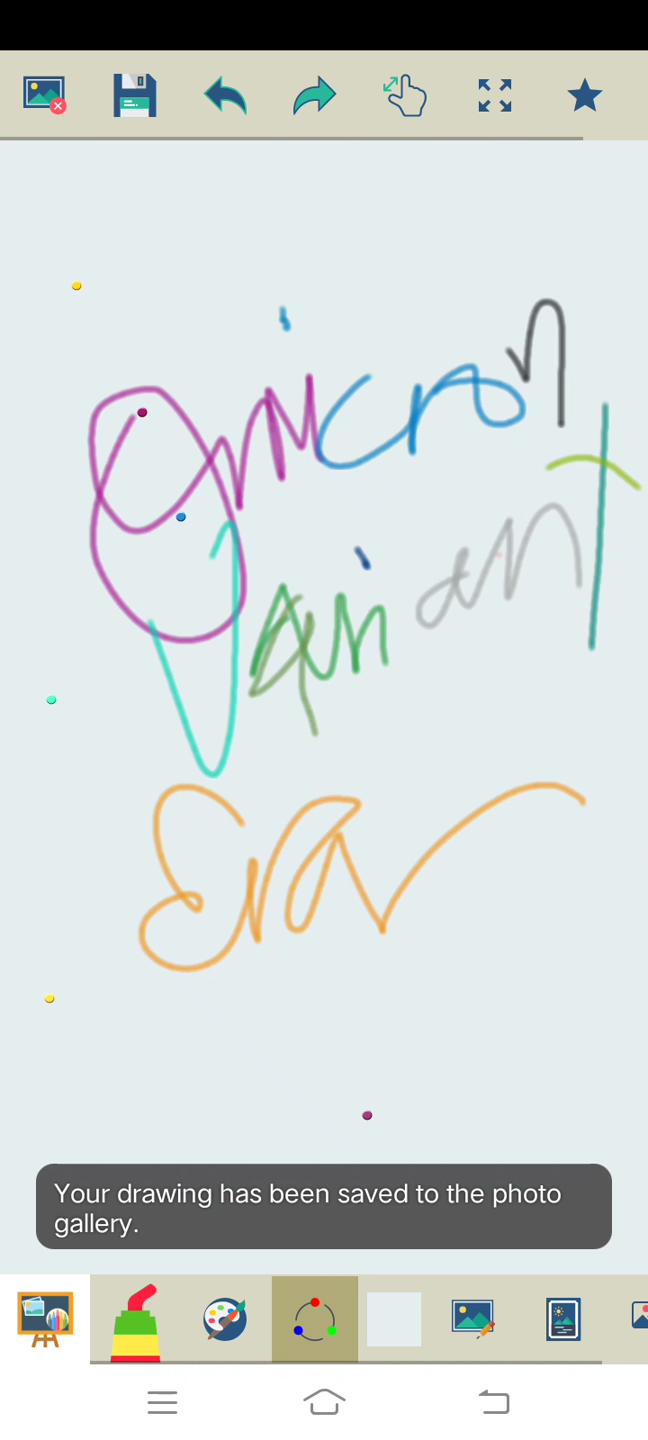 Omicron
Variant
Era
Your drawing has been saved to the photo
gallery.